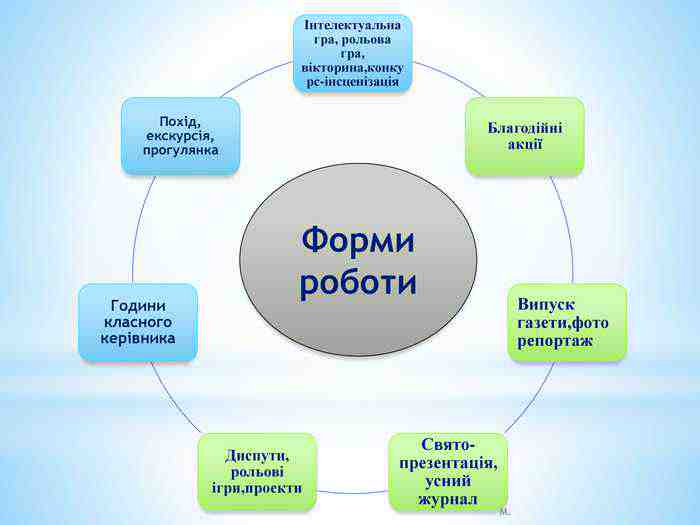 Інтелектуальна
гра, рольова
гра,
вікторина,конку
рс-інсценізація
Благодійні
акції
Випуск
газети,фото
репортаж
Свято-
презентація,
усний
журнал
Диспути,
рольові
ігри,проекти
Години
класного
керівника
Похід,
екскурсія,
прогулянка
Форми
роботи
М.